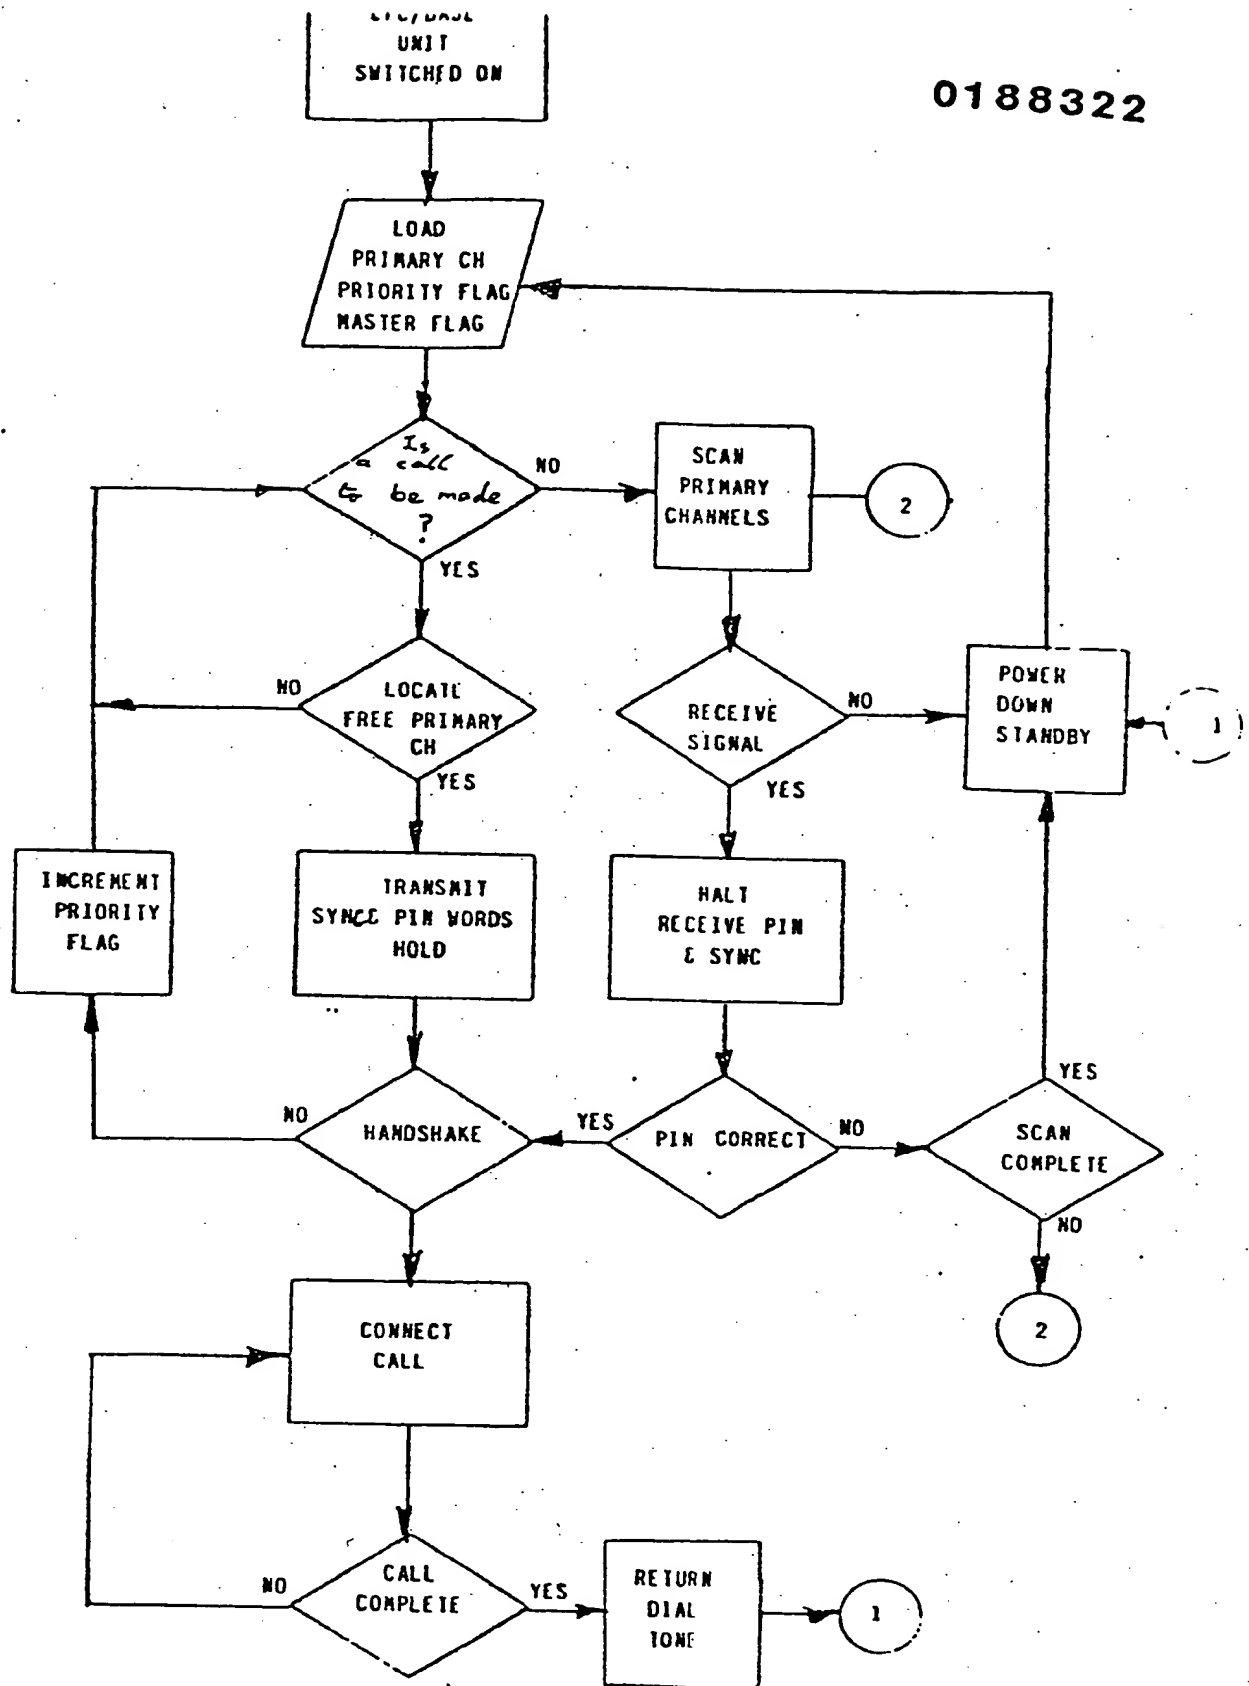 UNIT
SWITCHED ON
0188322
LOAD
PRIMARY CH
PRIORITY FLAG
MASTER FLAG
Is
a call
to be made
?
NO
YES
SCAN
PRIMARY
CHANNELS
2
LOCATE
FREE PRIMARY
CH
NO
YES
RECEIVE
SIGNAL
NO
YES
POWER
DOWN
STANDBY
1
INCREMENT
PRIORITY
FLAG
TRANSMIT
SYNC& PIN WORDS
HOLD
HALT
RECEIVE PIN
& SYNC
HANDSHAKE
NO
YES
PIN CORRECT
NO
SCAN
COMPLETE
YES
NO
2
CONNECT
CALL
CALL
COMPLETE
NO
YES
RETURN
DIAL
TONE
1